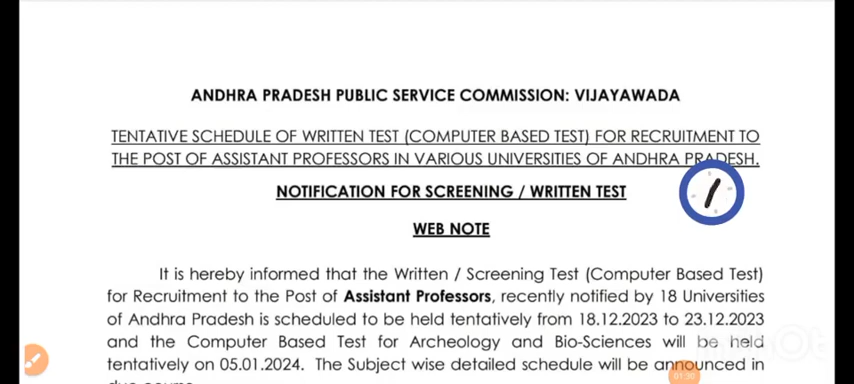 ANDHRA PRADESH PUBLIC SERVICE COMMISSION: VIJAYAWADA
TENTATIVE SCHEDULE OF WRITTEN TEST (COMPUTER BASED TEST) FOR RECRUITMENT TO
THE POST OF ASSISTANT PROFESSORS IN VARIOUS UNIVERSITIES OF ANDHRA PRADESH.
NOTIFICATION FOR SCREENING / WRITTEN TEST
WEB NOTE
It is hereby informed that the Written / Screening Test (Computer Based Test)
for Recruitment to the Post of Assistant Professors, recently notified by 18 Universities
of Andhra Pradesh is scheduled to be held tentatively from 18.12.2023 to 23.12.2023
and the Computer Based Test for Archeology and Bio-Sciences will be held
tentatively on 05.01.2024. The Subject wise detailed schedule will be announced in
due course
01:30